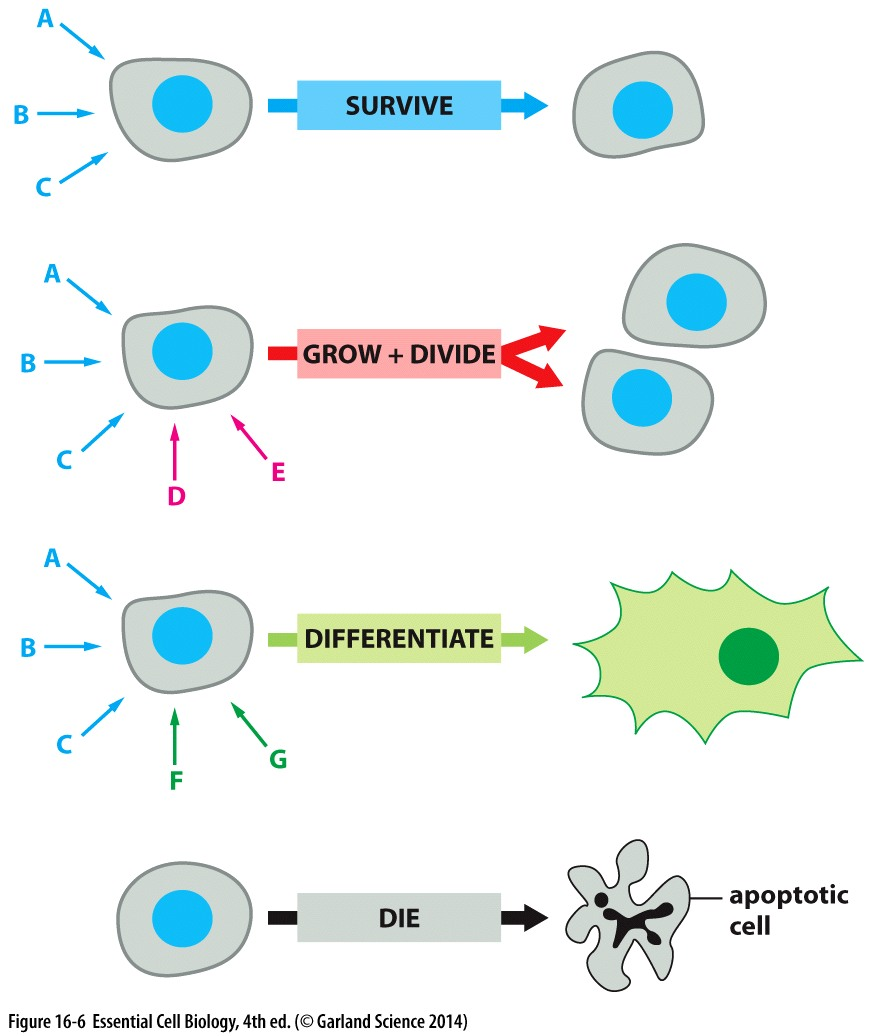 A
B
SURVIVE
C
A
B
GROW + DIVIDE
C
D
E
A
B
DIFFERENTIATE
C
F
G
DIE
apoptotic
cell
Figure 16-6 Essential Cell Biology, 4th ed. (© Garland Science 2014)